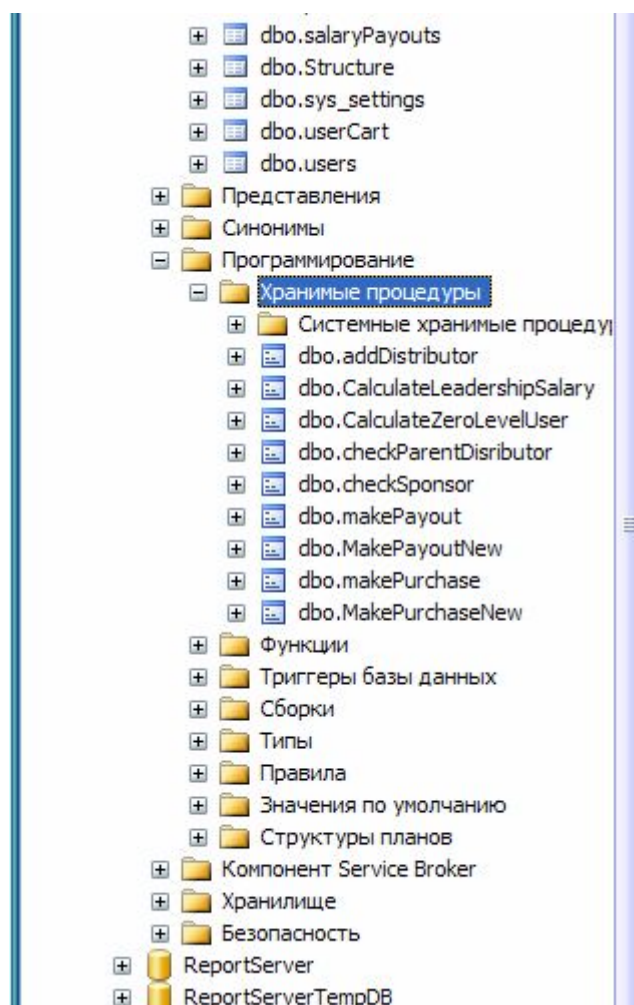 dbo.salaryPayouts
dbo.Structure
dbo.sys_settings
dbo.userCart
dbo.users
Представления
Синонимы
Программирование
Хранимые процедуры
Системные хранимые
dbo.addDistributor
dbo.CalculateLeadershipSalary
dbo.CalculateZeroLevelUser
dbo.checkParentDisributor
dbo.checkSponsor
dbo.makePayout
dbo.MakePayoutNew
dbo.makePurchase
dbo.MakePurchaseNew
Функции
Триггеры базы данных
Сборки
Типы
Правила
Значения по умолчанию
Структуры планов
Компонент Service Broker
Хранилище
Безопасность
ReportServer
ReportServerTempDB